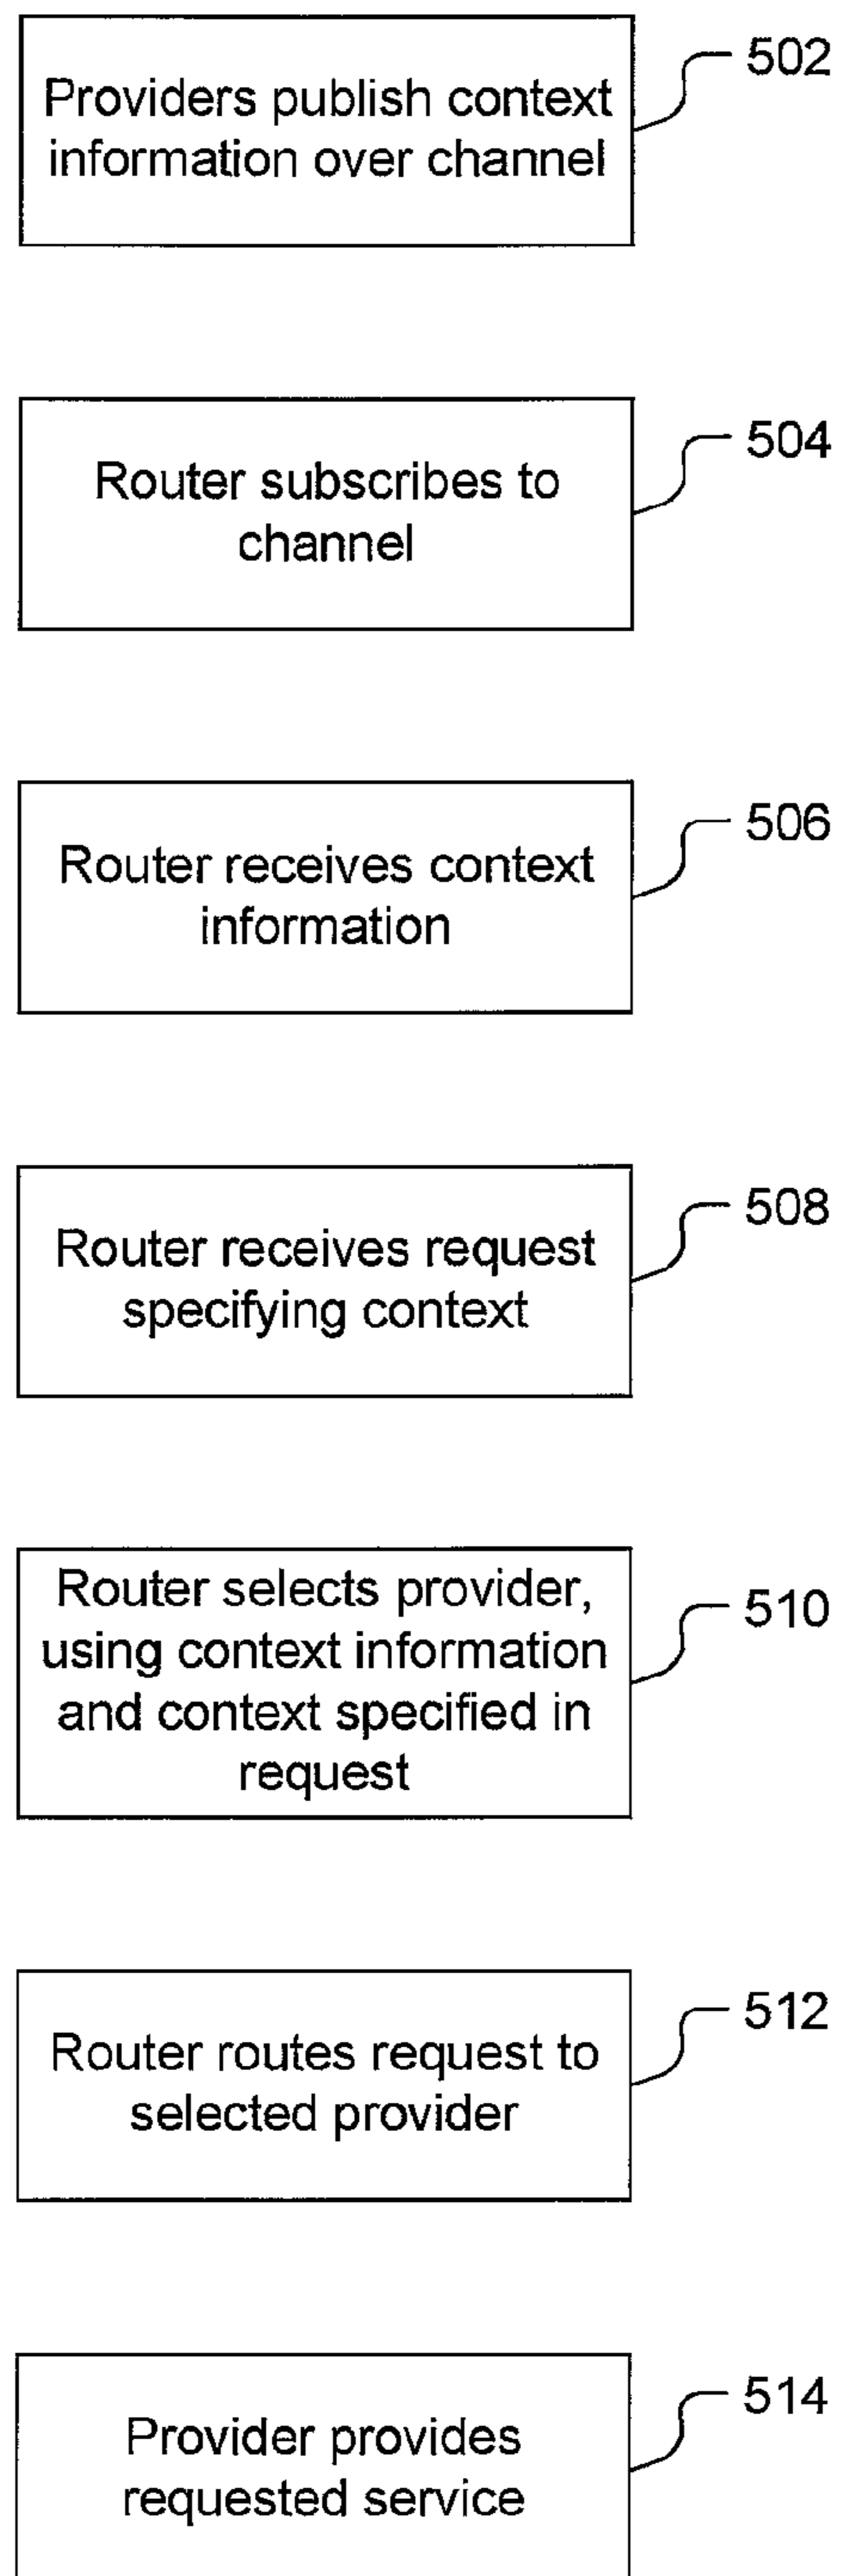 Providers publish context
information over channel
502
Router subscribes to
channel
504
Router receives context
information
506
Router receives request
specifying context
508
Router selects provider,
using context information
and context specified in
request
510
Router routes request to
selected provider
512
Provider provides
requested service
514